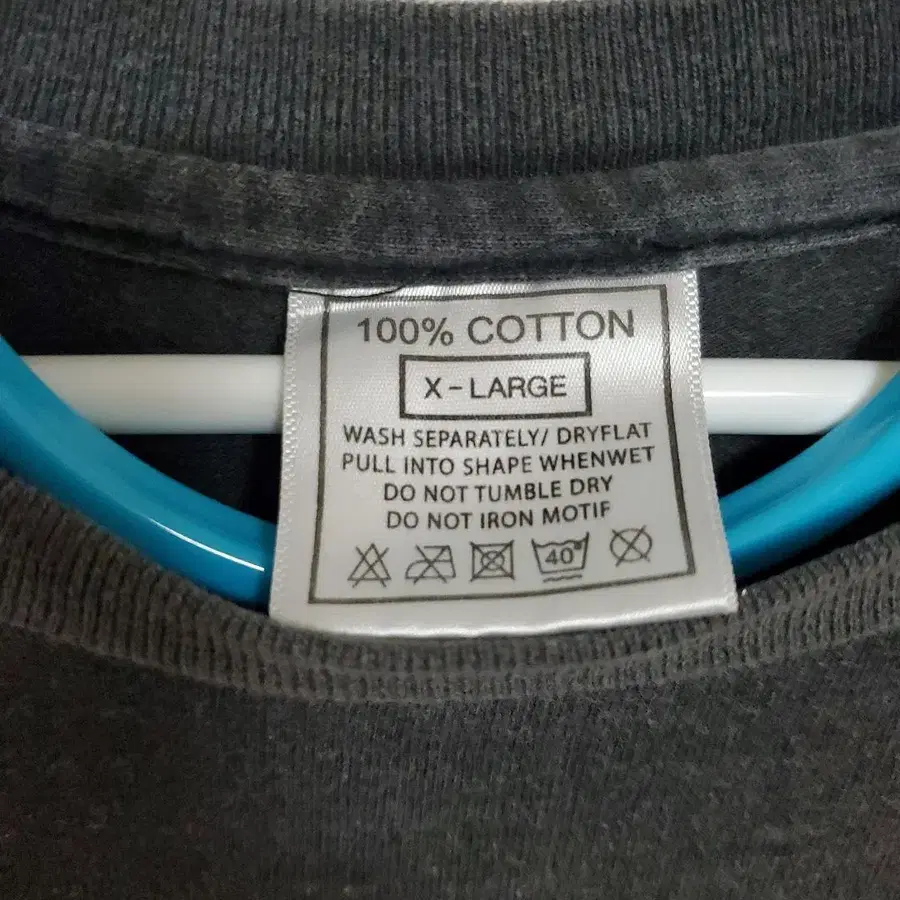 100% COTTON
X-LARGE
WASH SEPARATELY/ DRYFLAT
PULL INTO SHAPE WHENWET
DO NOT TUMBLE DRY
DO NOT IRON MOTIF
40°